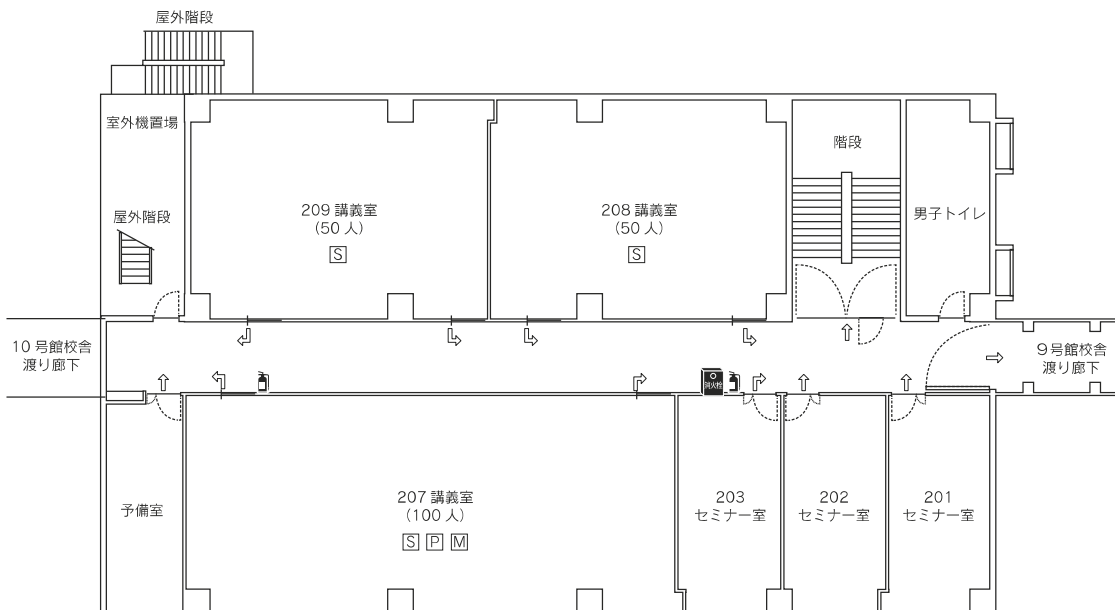 屋外階段
室外機置場
階段
209 講義室
(50 人)
S
208 講義室
(50 人)
S
屋外階段
男子トイレ
10 号館校舎
渡り廊下
9 号館校舎
渡り廊下
消火栓
予備室
207 講義室
(100 人)
S P M
203
セミナー室
202
セミナー室
201
セミナー室